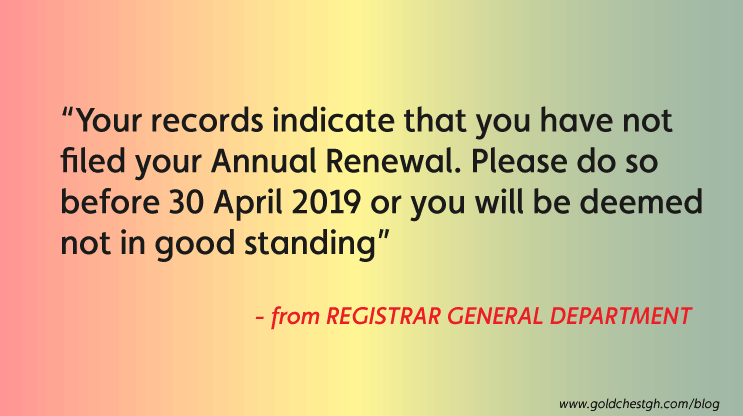 “Your records indicate that you have not
filed your Annual Renewal. Please do so
before 30 April 2019 or you will be deemed
not in good standing”
- from REGISTRAR GENERAL DEPARTMENT
www.goldchestgh.com/blog